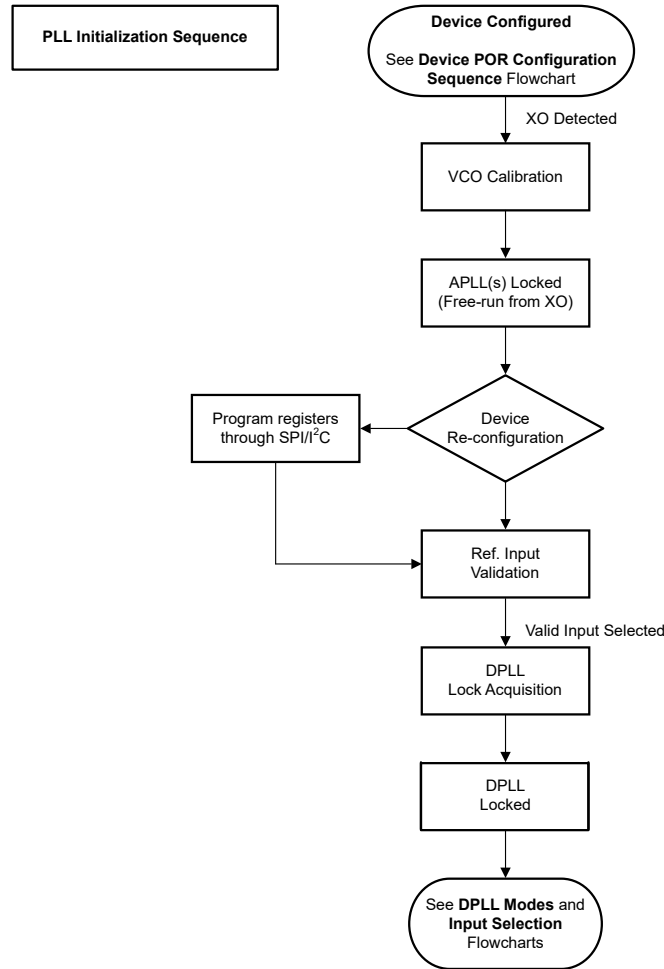 PLL Initialization Sequence
Device Configured
See Device POR Configuration
Sequence Flowchart
XO Detected
VCO Calibration
APLL(s) Locked
(Free-run from XO)
Device
Re-configuration
Program registers
through SPI/I²C
Ref. Input
Validation
Valid Input Selected
DPLL
Lock Acquisition
DPLL
Locked
See DPLL Modes and
Input Selection
Flowcharts